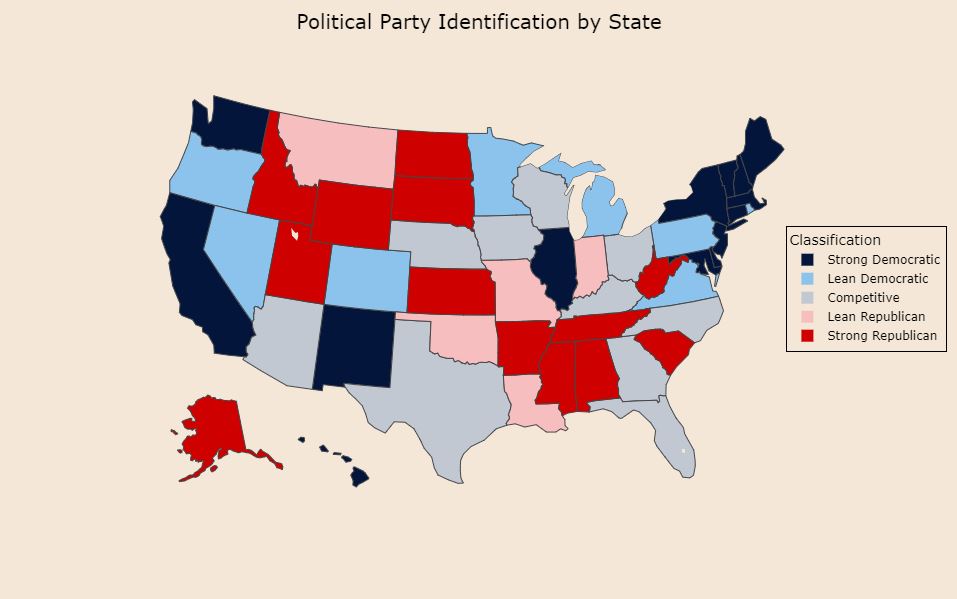 Political Party Identification by State
Classification
Strong Democratic
Lean Democratic
Competitive
Lean Republican
Strong Republican